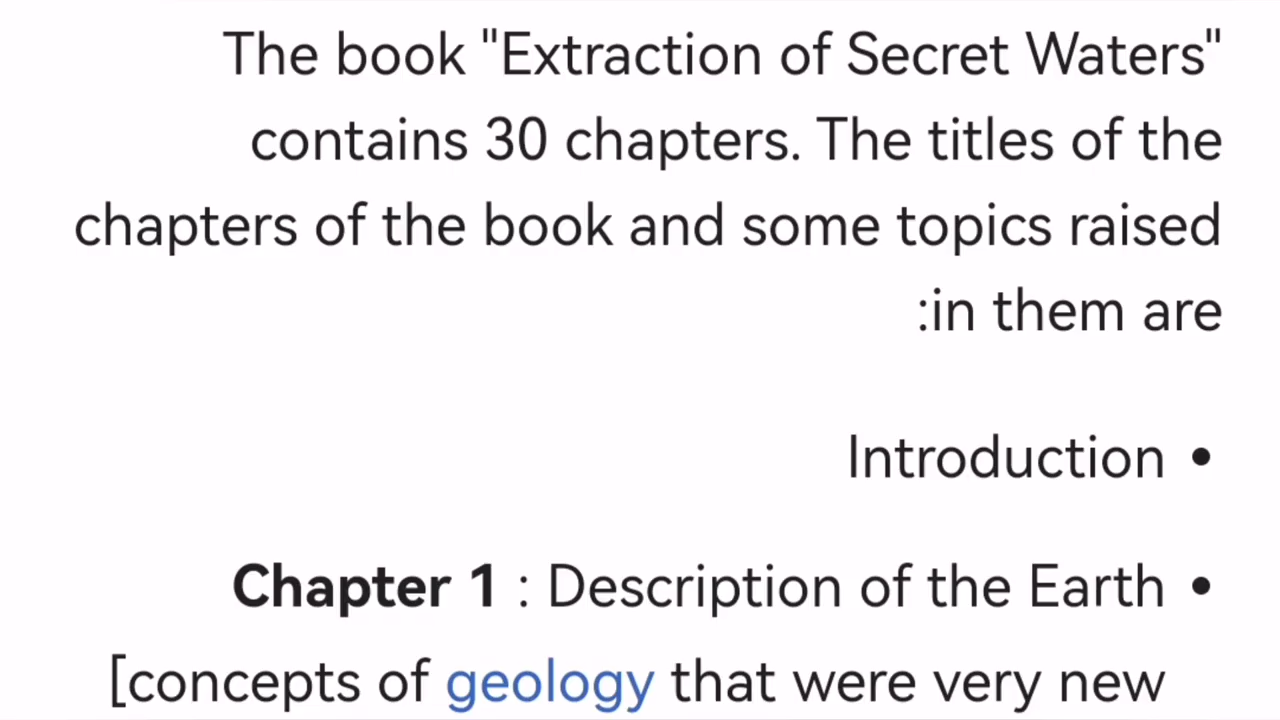 The book "Extraction of Secret Waters"
contains 30 chapters. The titles of the
chapters of the book and some topics raised
:in them are
Introduction •
Chapter 1 : Description of the Earth •
[concepts of geology that were very new